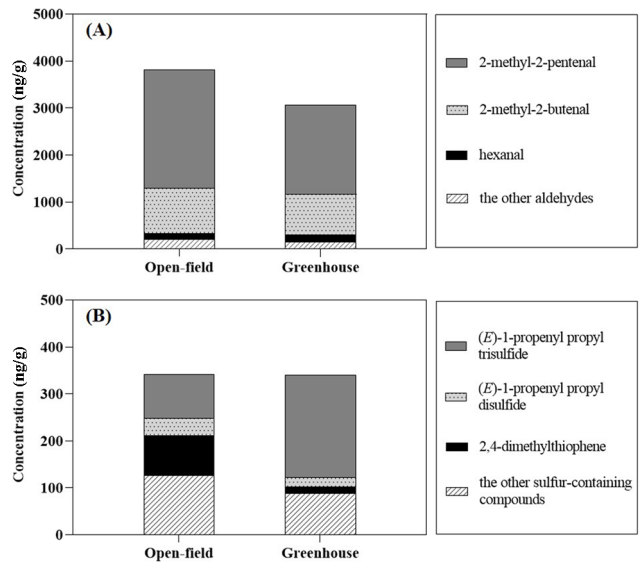 (A)
5000
4000
3000
2000
1000
0
Concentration (ng/g)
Open-field
Greenhouse
2-methyl-2-pentenal
2-methyl-2-butenal
hexanal
the other aldehydes
(B)
500
400
300
200
100
0
Concentration (ng/g)
Open-field
Greenhouse
(E)-1-propenyl propyl
trisulfide
(E)-1-propenyl propyl
disulfide
2,4-dimethylthiophene
the other sulfur-containing
compounds